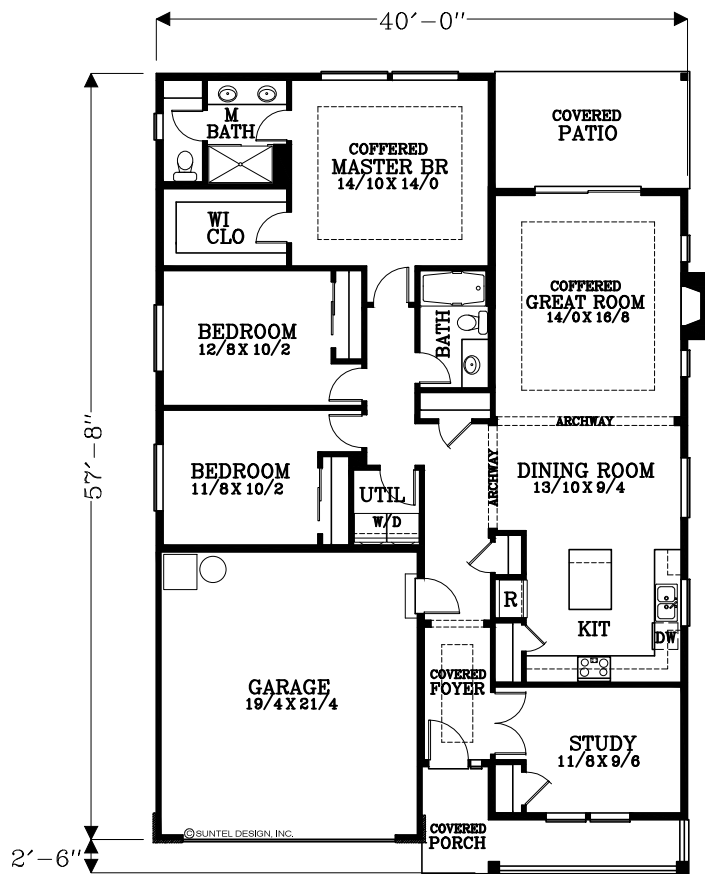 40'-0"
M
BATH
COFFERED
MASTER BR
14/10 X 14/0
COVERED
PATIO
WI
CLO
BEDROOM
12/8 X 10/2
BATH
COFFERED
GREAT ROOM
14/0 X 16/8
ARCHWAY
57'-8"
BEDROOM
11/8 X 10/2
UTIL
W/D
ARCHWAY
DINING ROOM
13/10 X 9/4
R
KIT
DW
GARAGE
19/4 X 21/4
COVERED
FOYER
STUDY
11/8 X 9/6
© SUNTEL DESIGN, INC.
COVERED
PORCH
2'-6"